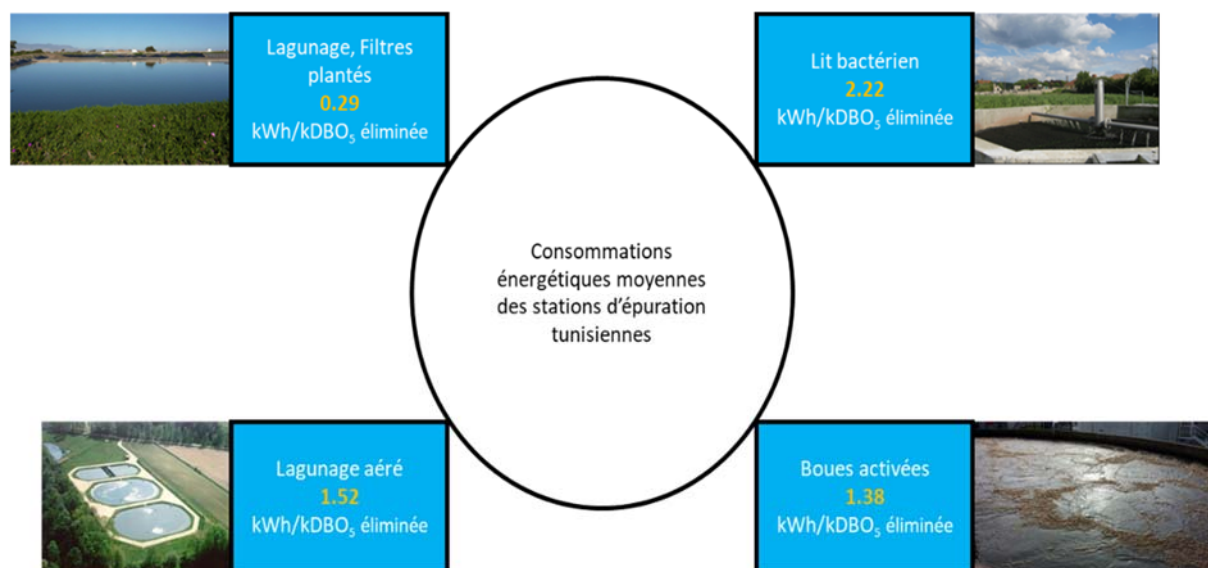 Lagunage, Filtres
plantés
0.29
kWh/kDBO₅ éliminée
Lit bactérien
2.22
kWh/kDBO₅ éliminée
Consommations
énergétiques moyennes
des stations d'épuration
tunisiennes
Lagunage aéré
1.52
kWh/kDBO₅ éliminée
Boues activées
1.38
kWh/kDBO₅ éliminée